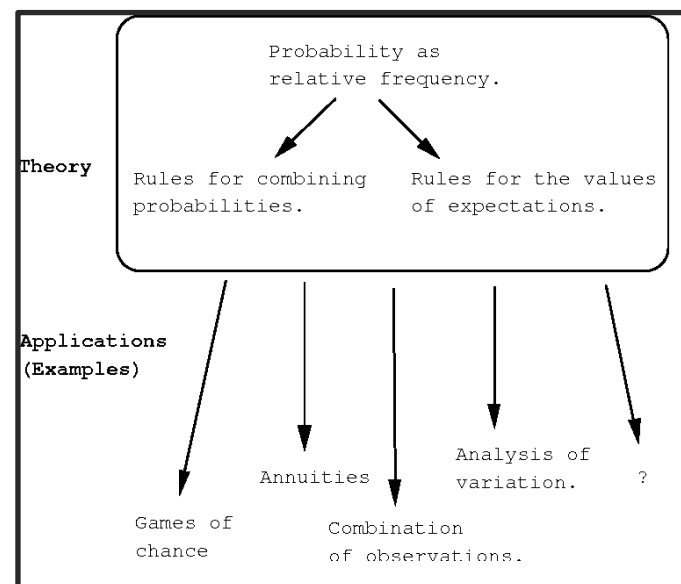 Probability as
relative frequency.
Theory
Rules for combining
probabilities.
Rules for the values
of expectations.
Applications
(Examples)
Annuities
Analysis of
variation.
?
Games of
chance
Combination
of observations.